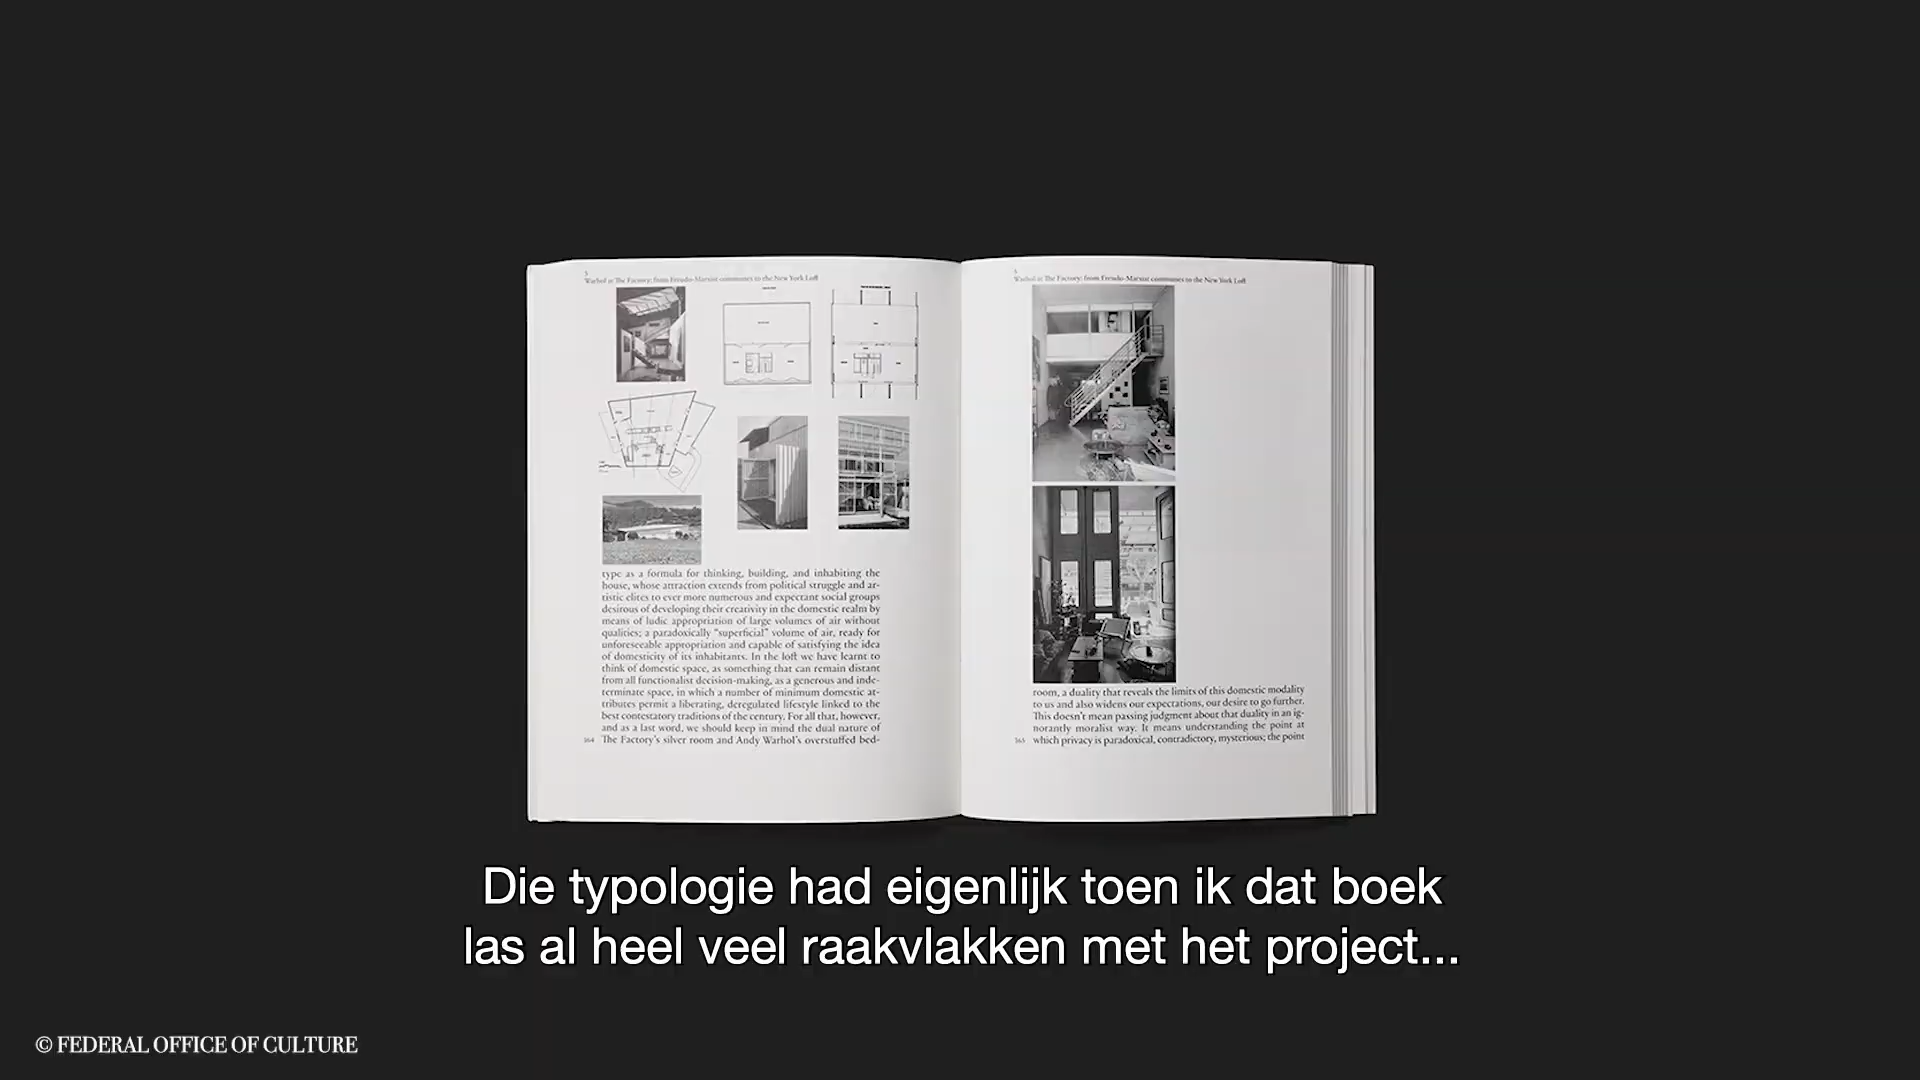 5
Warhol at The Factory: from Freudo-Marxist communes to the New York Loft
type as a formula for thinking, building, and inhabiting the
house, whose attraction extends from political struggle and ar-
tistic elites to ever more numerous and expectant social groups
desirous of developing their creativity in the domestic realm by
means of ludic appropriation of large volumes of air without
qualities; a paradoxically “superficial” volume of air, ready for
unforeseeable appropriation and capable of satisfying the idea
of domesticity of its inhabitants. In the loft we have learnt to
think of domestic space, as something that can remain distant
from all functionalist decision-making, as a generous and inde-
terminate space, in which a number of minimum domestic at-
tributes permit a liberating, deregulated lifestyle linked to the
best contestatory traditions of the century. For all that, however,
and as a last word, we should keep in mind the dual nature of
164 The Factory's silver room and Andy Warhol's overstuffed bed-
5
Warhol at The Factory: from Freudo-Marxist communes to the New York Loft
room, a duality that reveals the limits of this domestic modality
to us and also widens our expectations, our desire to go further.
This doesn't mean passing judgment about that duality in an ig-
norantly moralist way. It means understanding the point at
165 which privacy is paradoxical, contradictory, mysterious; the point
Die typologie had eigenlijk toen ik dat boek
las al heel veel raakvlakken met het project...
© FEDERAL OFFICE OF CULTURE